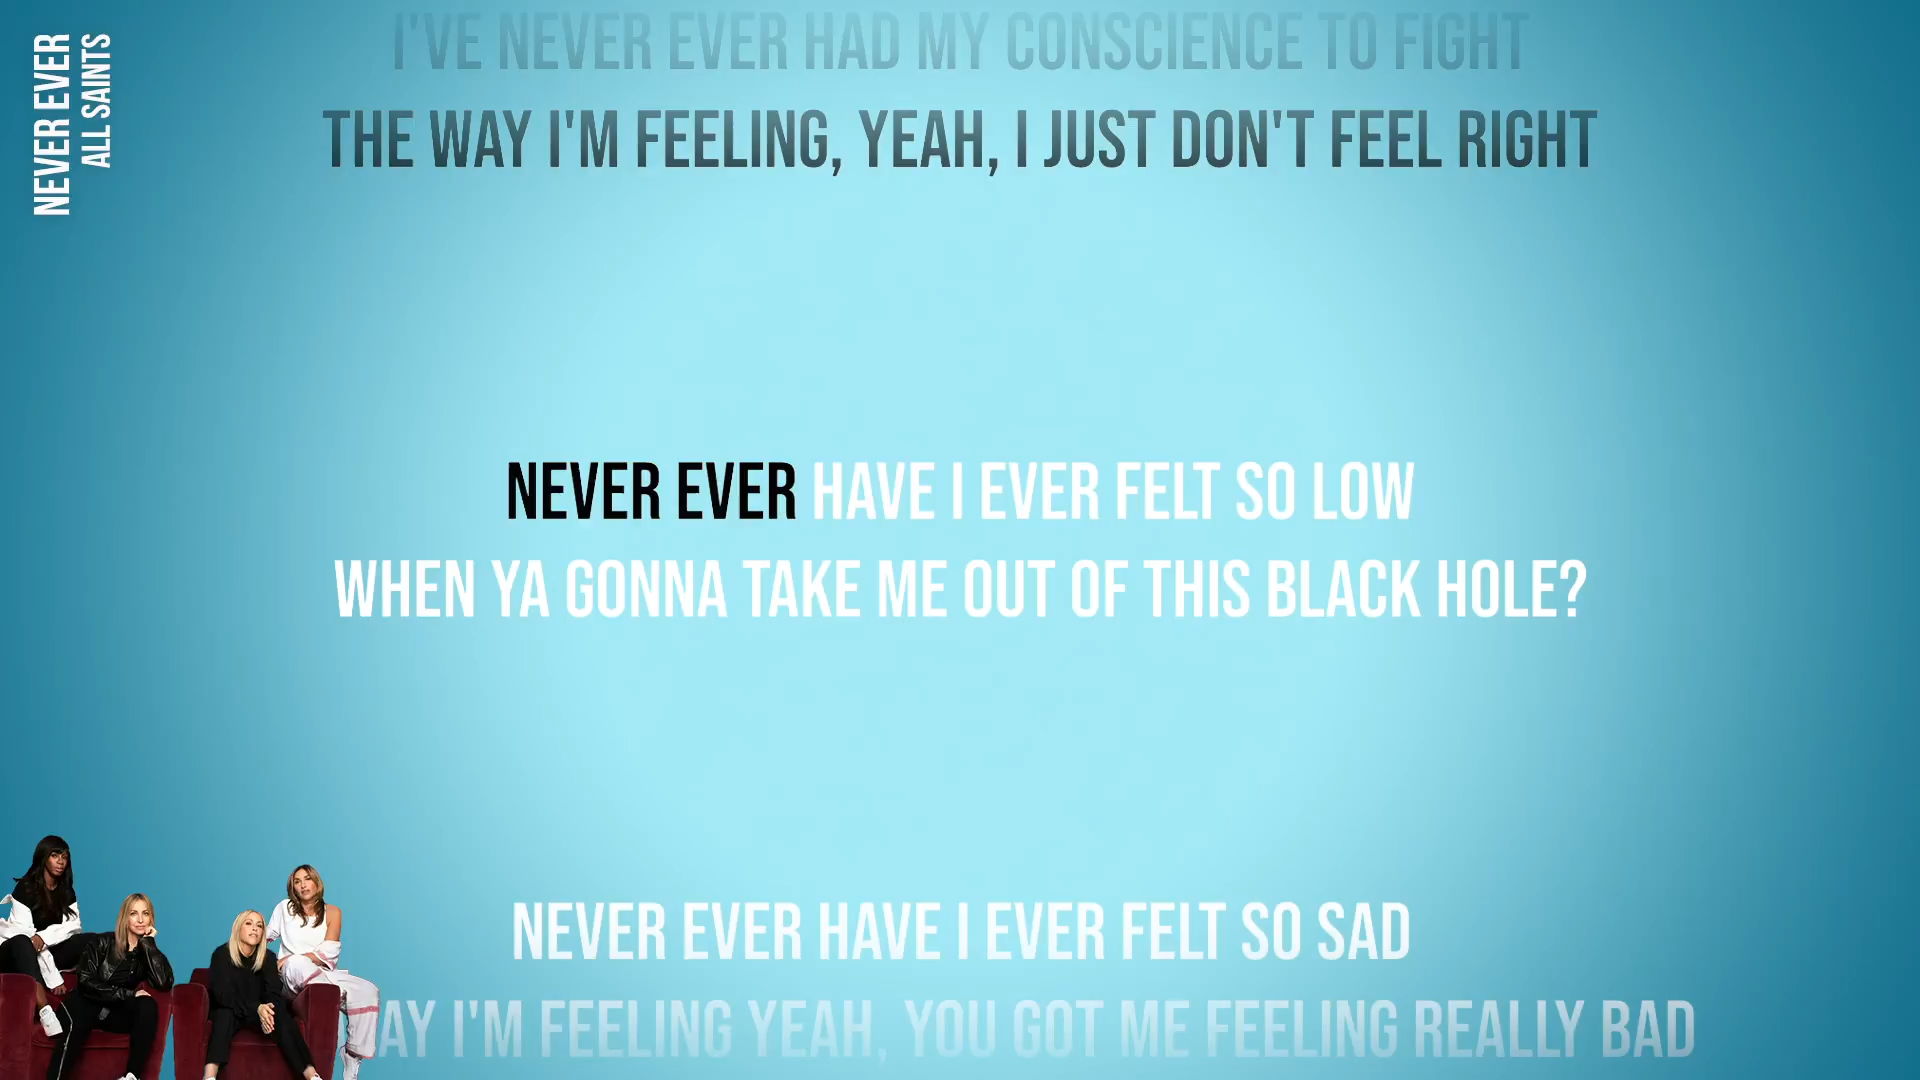 NEVER EVER
ALL SAINTS
I'VE NEVER EVER HAD MY CONSCIENCE TO FIGHT
THE WAY I'M FEELING, YEAH, I JUST DON'T FEEL RIGHT
NEVER EVER HAVE I EVER FELT SO LOW
WHEN YA GONNA TAKE ME OUT OF THIS BLACK HOLE?
NEVER EVER HAVE I EVER FELT SO SAD
AY I'M FEELING YEAH, YOU GOT ME FEELING REALLY BAD